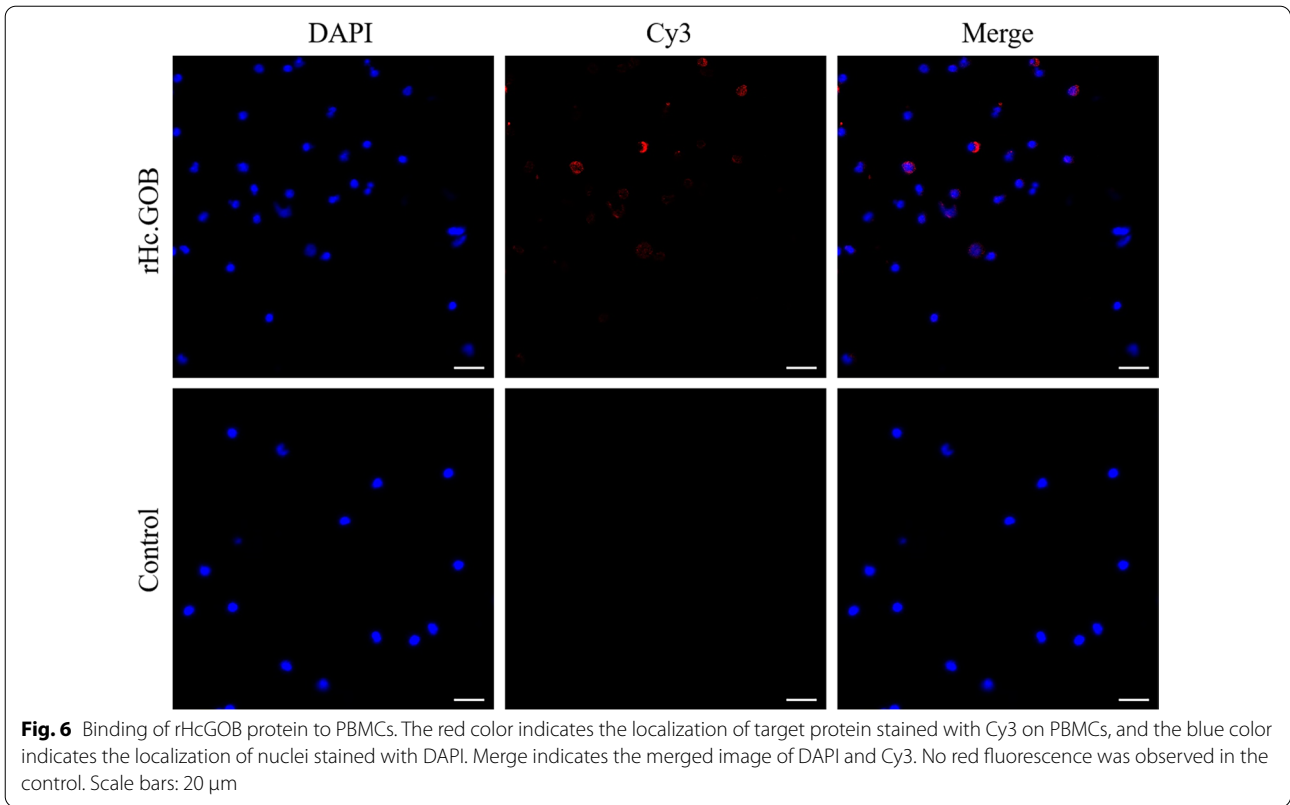 DAPI Cy3 Merge
rHc.GOB
Control
Fig. 6 Binding of rHcGOB protein to PBMCs. The red color indicates the localization of target protein stained with Cy3 on PBMCs, and the blue color
indicates the localization of nuclei stained with DAPI. Merge indicates the merged image of DAPI and Cy3. No red fluorescence was observed in the
control. Scale bars: 20 µm